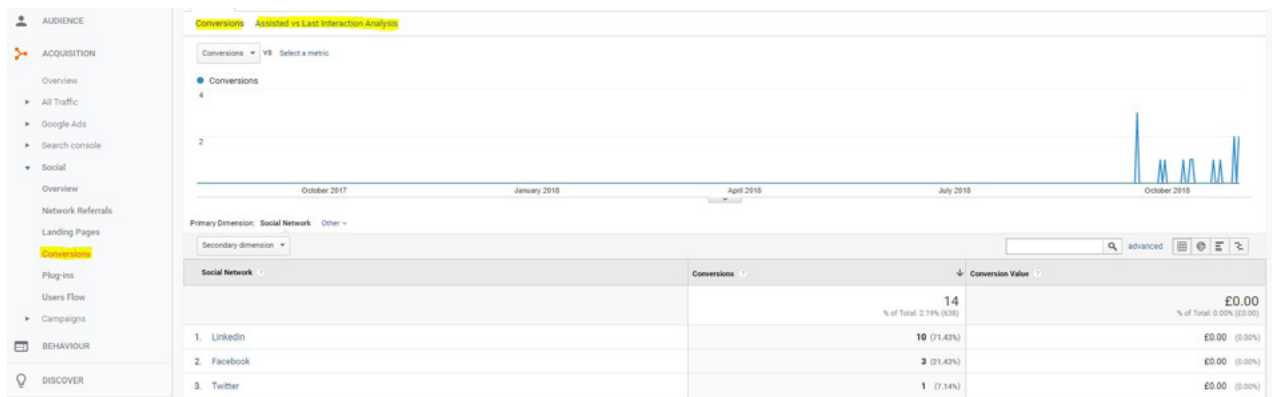 AUDIENCE
ACQUISITION
Overview
All Traffic
Google Ads
Search console
Social
Overview
Network Referrals
Landing Pages
Conversions
Plug-ins
Users Flow
Campaigns
BEHAVIOUR
DISCOVER
Conversions Assisted vs Last Interaction Analysis
Conversions VS Select a metric
Conversions
4
2
October 2017 January 2018 April 2018 July 2018 October 2018
Primary Dimension: Social Network Other
Secondary dimension advanced
Social Network ? Conversions ? Conversion Value ?
14 £0.00
% of Total: 2.19% (638) % of Total: 0.00% (£0.00)
1. LinkedIn 10 (71.43%) £0.00 (0.00%)
2. Facebook 3 (21.43%) £0.00 (0.00%)
3. Twitter 1 (7.14%) £0.00 (0.00%)